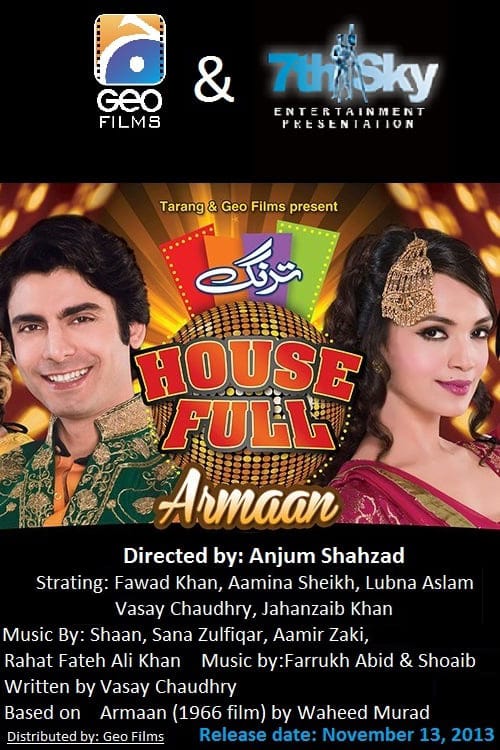 GEO
FILMS
&
7th Sky
ENTERTAINMENT
PRESENTATION
Tarang & Geo Films present
ترنگ
HOUSE
FULL
Armaan
Directed by: Anjum Shahzad
Strating: Fawad Khan, Aamina Sheikh, Lubna Aslam
Vasay Chaudhry, Jahanzaib Khan
Music By: Shaan, Sana Zulfiqar, Aamir Zaki,
Rahat Fateh Ali Khan Music by:Farrukh Abid & Shoaib
Written by Vasay Chaudhry
Based on Armaan (1966 film) by Waheed Murad
Distributed by: Geo Films Release date: November 13, 2013